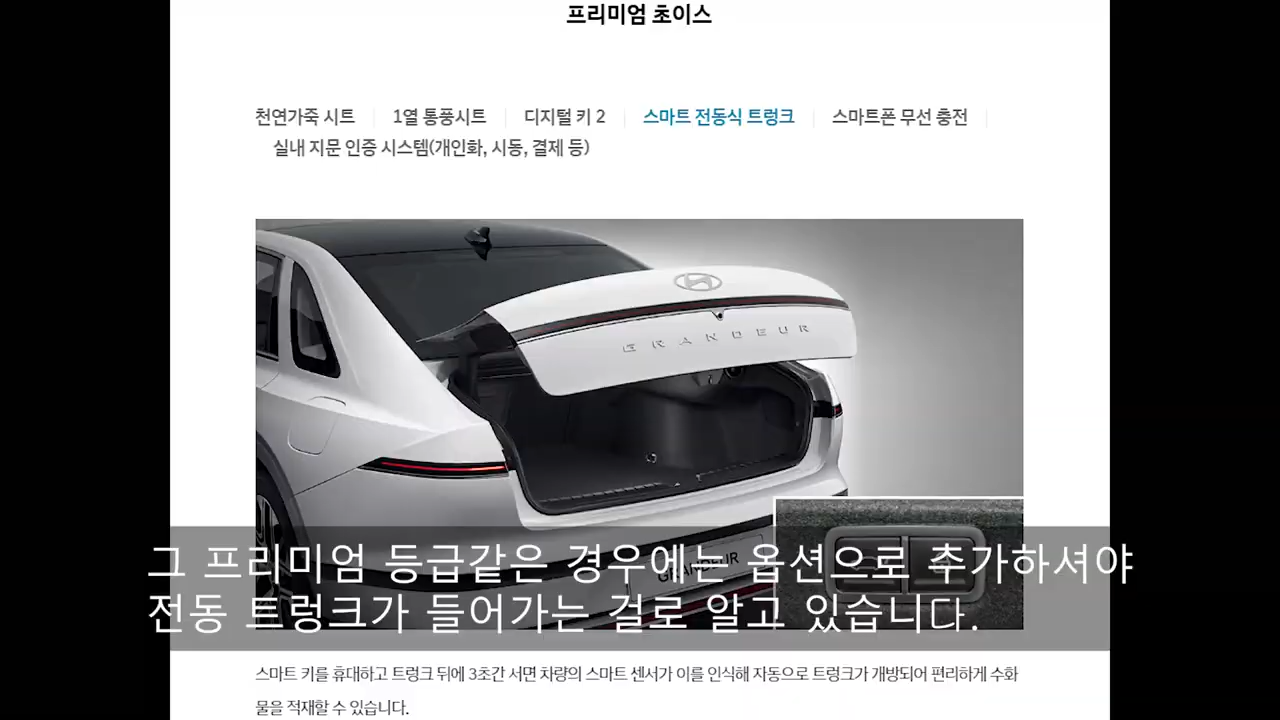 프리미엄 초이스
천연가죽 시트
1열 통풍시트
디지털 키 2
스마트 전동식 트렁크
스마트폰 무선 충전
실내 지문 인증 시스템(개인화, 시동, 결제 등)
GRANDEUR
GRANDEUR
그 프리미엄 등급같은 경우에는 옵션으로 추가하셔야
전동 트렁크가 들어가는 걸로 알고 있습니다.
스마트 키를 휴대하고 트렁크 뒤에 3초간 서면 차량의 스마트 센서가 이를 인식해 자동으로 트렁크가 개방되어 편리하게 수화
물을 적재할 수 있습니다.